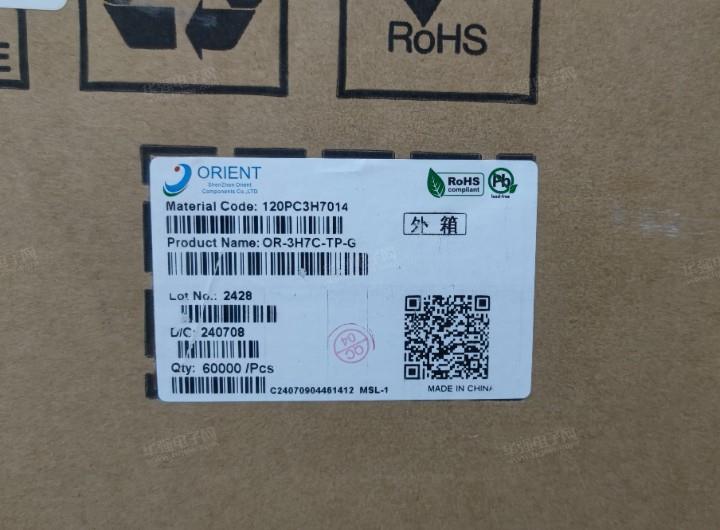 E
RoHS
ORIENT
ShenZhen Orient
Components Co.,LTD
RoHS
compliant
Pb
lead-free
Material Code: 120PC3H7014
外箱
Product Name: OR-3H7C-TP-G
Lot No.: 2428
D/C: 240708
QC
04
Qty: 60000 /Pcs
C24070904461412 MSL-1
MADE IN CHINA